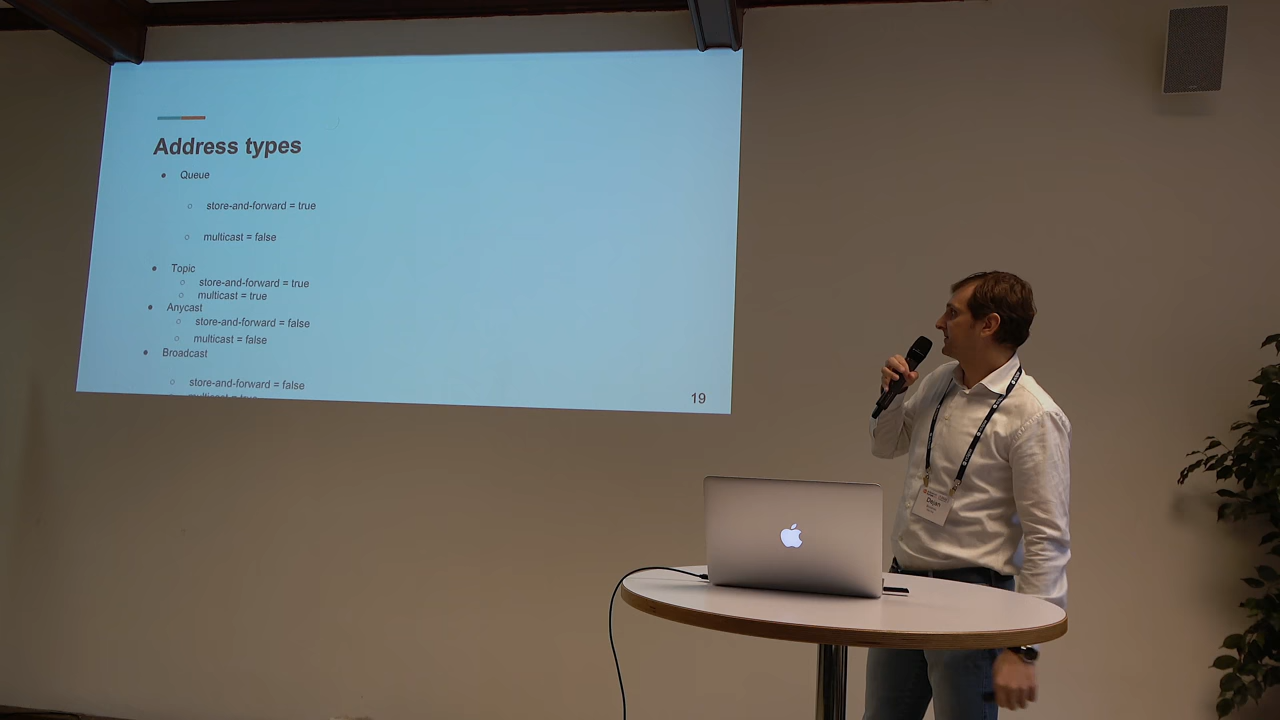 Address types
● Queue
○ store-and-forward = true
○ multicast = false
● Topic
○ store-and-forward = true
○ multicast = true
● Anycast
○ store-and-forward = false
○ multicast = false
● Broadcast
○ store-and-forward = false
19
Dejan